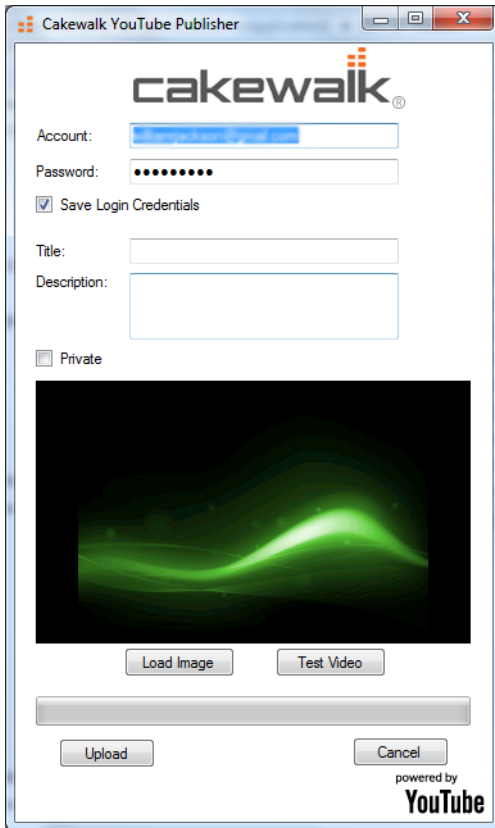 Cakewalk YouTube Publisher
cakewalk®
Account:
Password: •••••••••
Save Login Credentials
Title:
Description:
Private
Load Image Test Video
Upload Cancel
powered by
YouTube